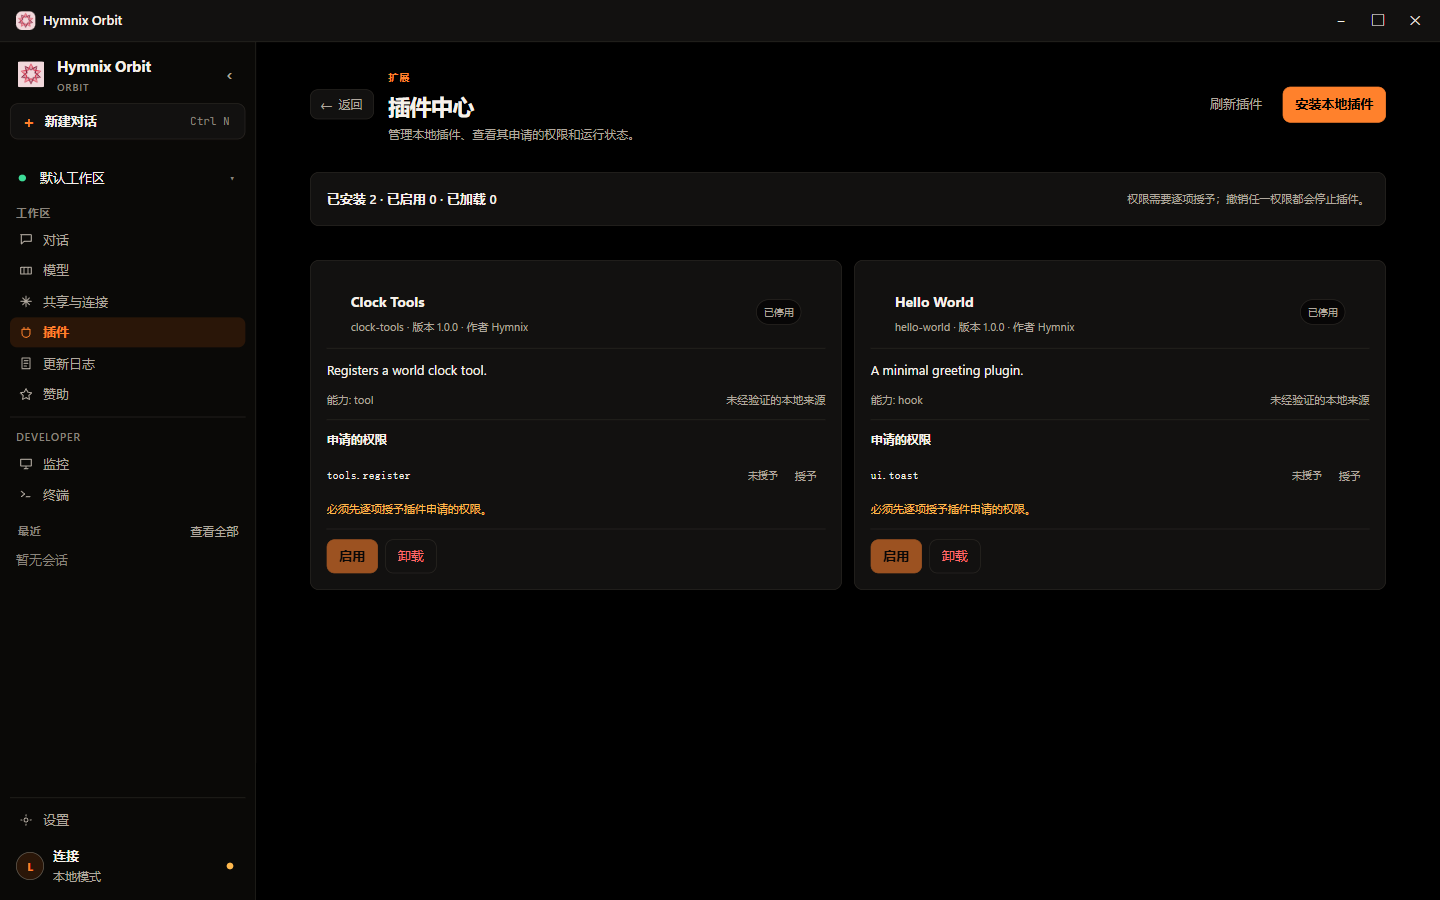 Hymnix Orbit
Hymnix Orbit
ORBIT
新建对话 Ctrl N
默认工作区
工作区
对话
模型
共享与连接
插件
更新日志
赞助
DEVELOPER
监控
终端
最近 查看全部
暂无会话
设置
L
连接
本地模式
扩展
← 返回
插件中心
管理本地插件、查看其申请的权限和运行状态。
刷新插件
安装本地插件
已安装 2 · 已启用 0 · 已加载 0
权限需要逐项授予；撤销任一权限都会停止插件。
Clock Tools
clock-tools · 版本 1.0.0 · 作者 Hymnix
已停用
Registers a world clock tool.
能力: tool
未经验证的本地来源
申请的权限
tools.register
未授予 授予
必须先逐项授予插件申请的权限。
启用 卸载
Hello World
hello-world · 版本 1.0.0 · 作者 Hymnix
已停用
A minimal greeting plugin.
能力: hook
未经验证的本地来源
申请的权限
ui.toast
未授予 授予
必须先逐项授予插件申请的权限。
启用 卸载